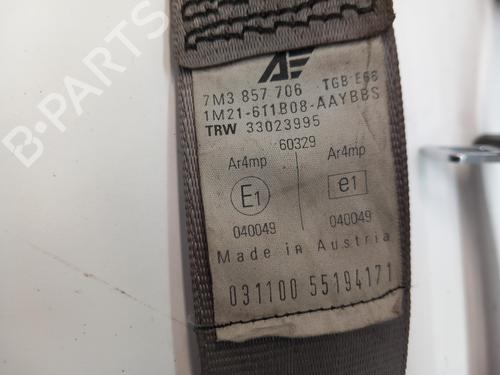 B-PARTS
AE
7M3 857 706 TGB E66
1M21-611B08-AAYBBS
TRW 33023995
60329
Ar4mp Ar4mp
E1 e1
040049 040049
Made in Austria
031100 55194171